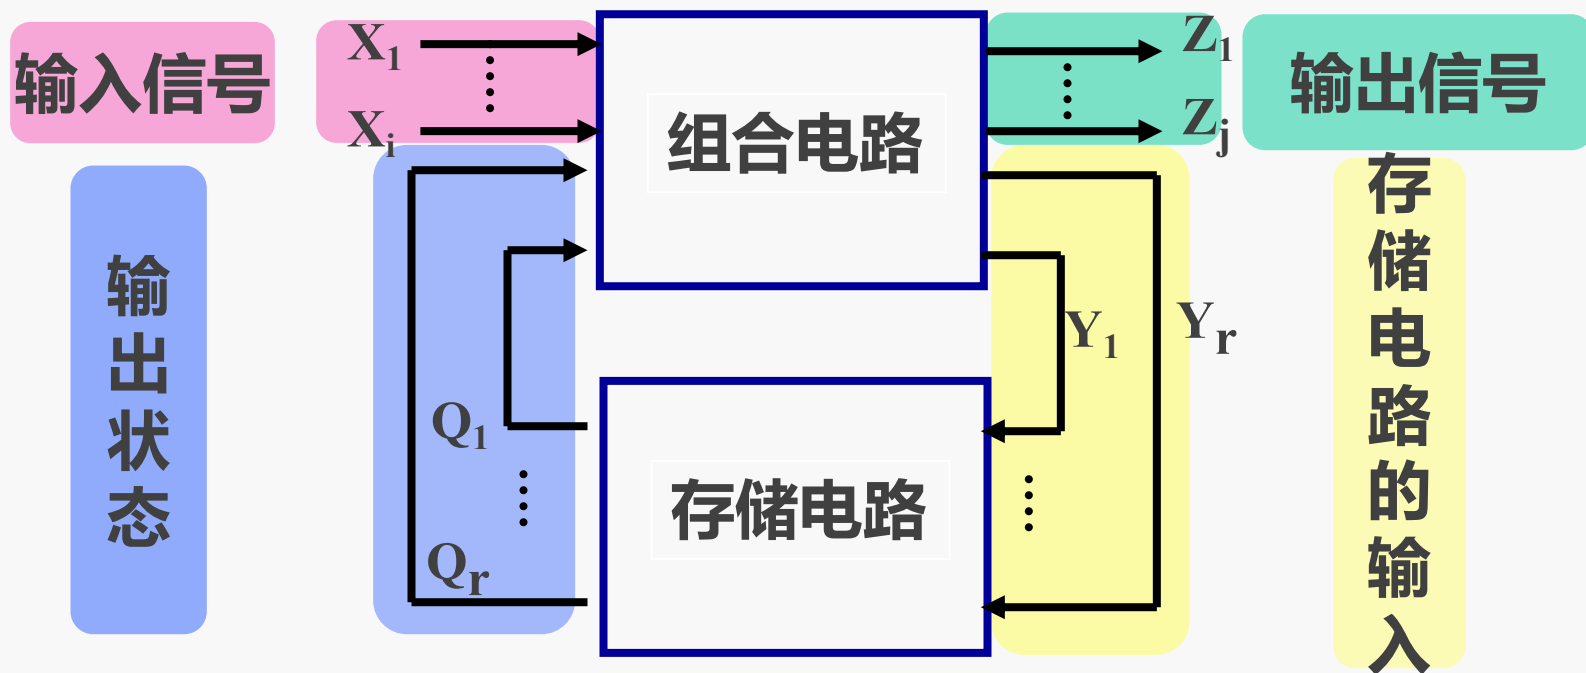 输入信号
X1
Xi
组合电路
Z1
Zj
输出信号
输出状态
Q1
Qr
存储电路
Y1
Yr
存储电路的输入